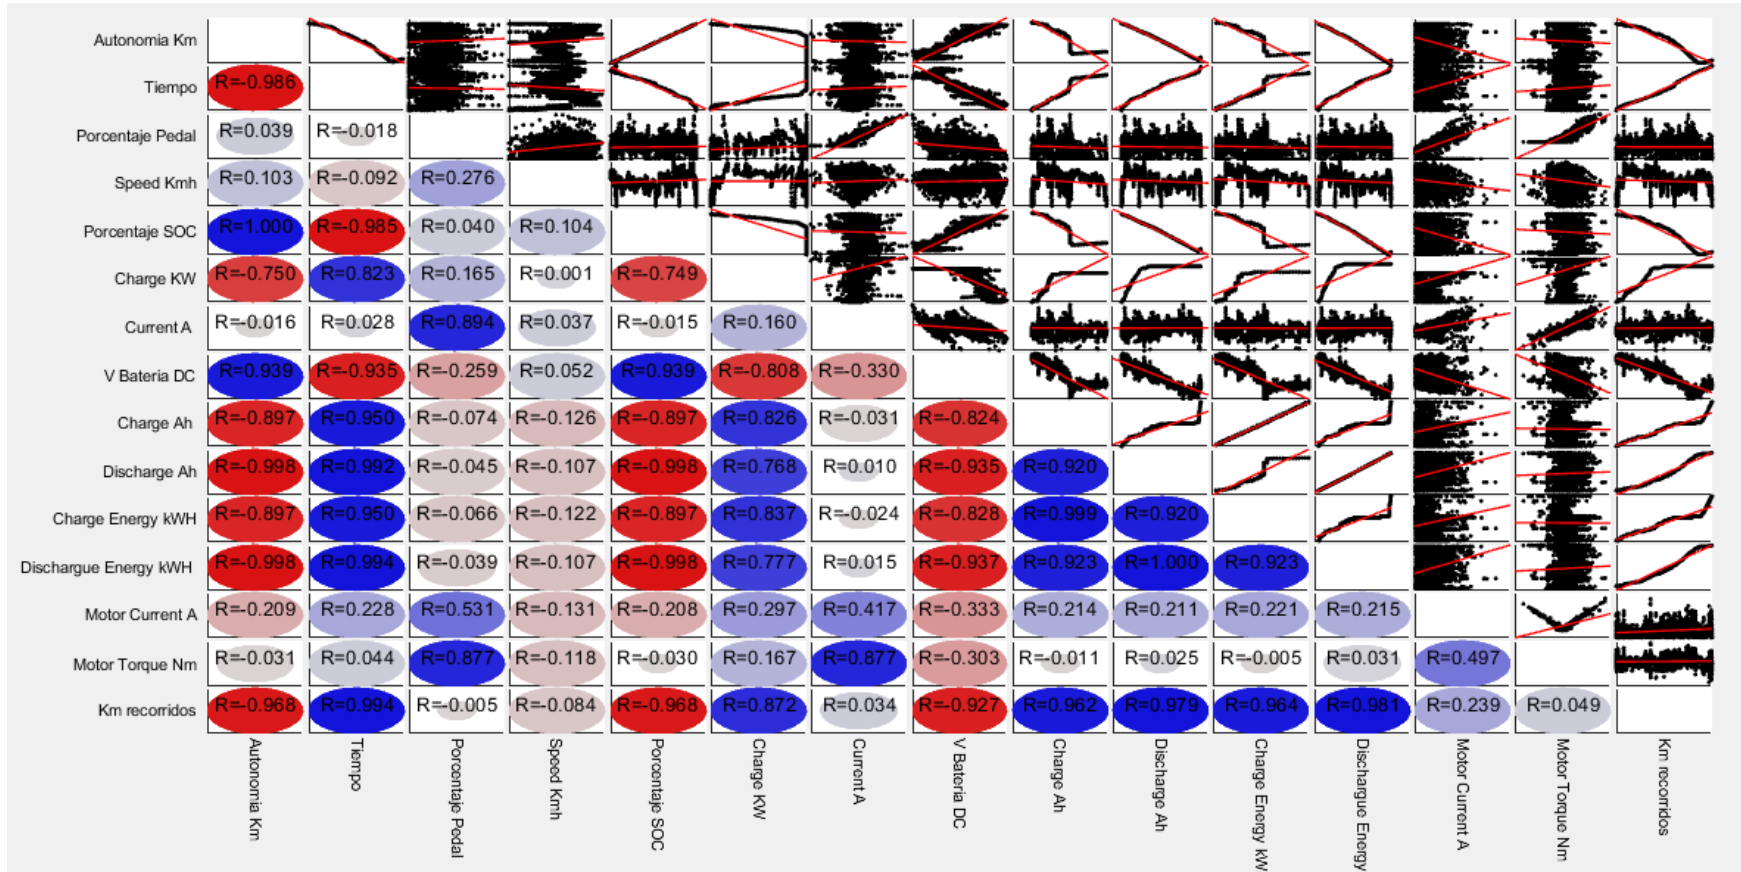 Autonomia Km
Tiempo R=-0.986
Porcentaje Pedal R=0.039 R=-0.018
Speed Kmh R=0.103 R=-0.092 R=0.276
Porcentaje SOC R=1.000 R=-0.985 R=0.040 R=0.104
Charge KW R=-0.750 R=0.823 R=0.165 R=0.001 R=-0.749
Current A R=-0.016 R=0.028 R=0.894 R=0.037 R=-0.015 R=0.160
V Bateria DC R=0.939 R=-0.935 R=-0.259 R=0.052 R=0.939 R=-0.808 R=-0.330
Charge Ah R=-0.897 R=0.950 R=-0.074 R=-0.126 R=-0.897 R=0.826 R=-0.031 R=-0.824
Discharge Ah R=-0.998 R=0.992 R=-0.045 R=-0.107 R=-0.998 R=0.768 R=0.010 R=-0.935 R=0.920
Charge Energy kWH R=-0.897 R=0.950 R=-0.066 R=-0.122 R=-0.897 R=0.837 R=-0.024 R=-0.828 R=0.999 R=0.920
Dischargue Energy kWH R=-0.998 R=0.994 R=-0.039 R=-0.107 R=-0.998 R=0.777 R=0.015 R=-0.937 R=0.923 R=1.000 R=0.923
Motor Current A R=-0.209 R=0.228 R=0.531 R=-0.131 R=-0.208 R=0.297 R=0.417 R=-0.333 R=0.214 R=0.211 R=0.221 R=0.215
Motor Torque Nm R=-0.031 R=0.044 R=0.877 R=-0.118 R=-0.030 R=0.167 R=0.877 R=-0.303 R=-0.011 R=0.025 R=-0.005 R=0.031 R=0.497
Km recorridos R=-0.968 R=0.994 R=-0.005 R=-0.084 R=-0.968 R=0.872 R=0.034 R=-0.927 R=0.962 R=0.979 R=0.964 R=0.981 R=0.239 R=0.049
Autonomia Km
Tiempo
Porcentaje Pedal
Speed Kmh
Porcentaje SOC
Charge KW
Current A
V Bateria DC
Charge Ah
Discharge Ah
Charge Energy kW
Dischargue Energy
Motor Current A
Motor Torque Nm
Km recorridos